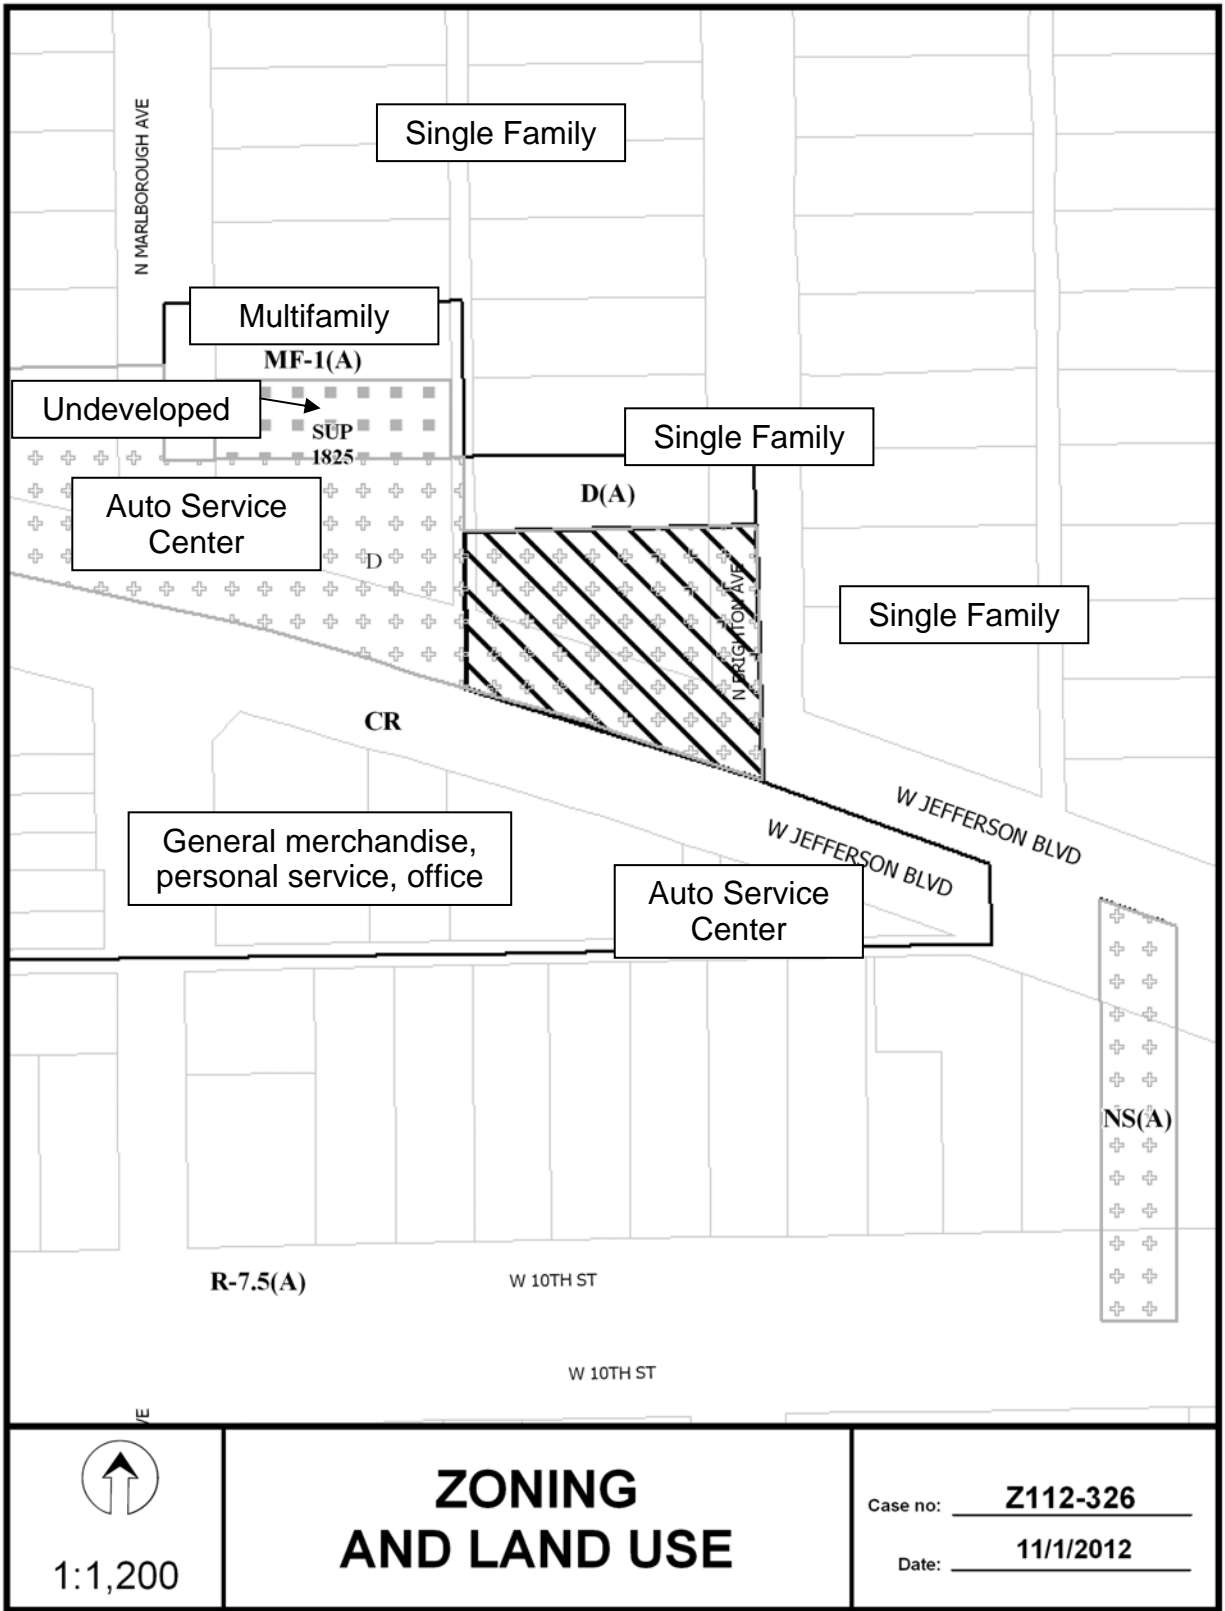 N MARLBOROUGH AVE
Single Family
Multifamily
MF-1(A)
Undeveloped
SUP
1825
Single Family
Auto Service
Center
D(A)
D
N BRIGHTON AVE
Single Family
CR
W JEFFERSON BLVD
W JEFFERSON BLVD
General merchandise,
personal service, office
Auto Service
Center
NS(A)
R-7.5(A)
W 10TH ST
W 10TH ST
VE
1:1,200
ZONING
AND LAND USE
Case no: Z112-326
Date: 11/1/2012